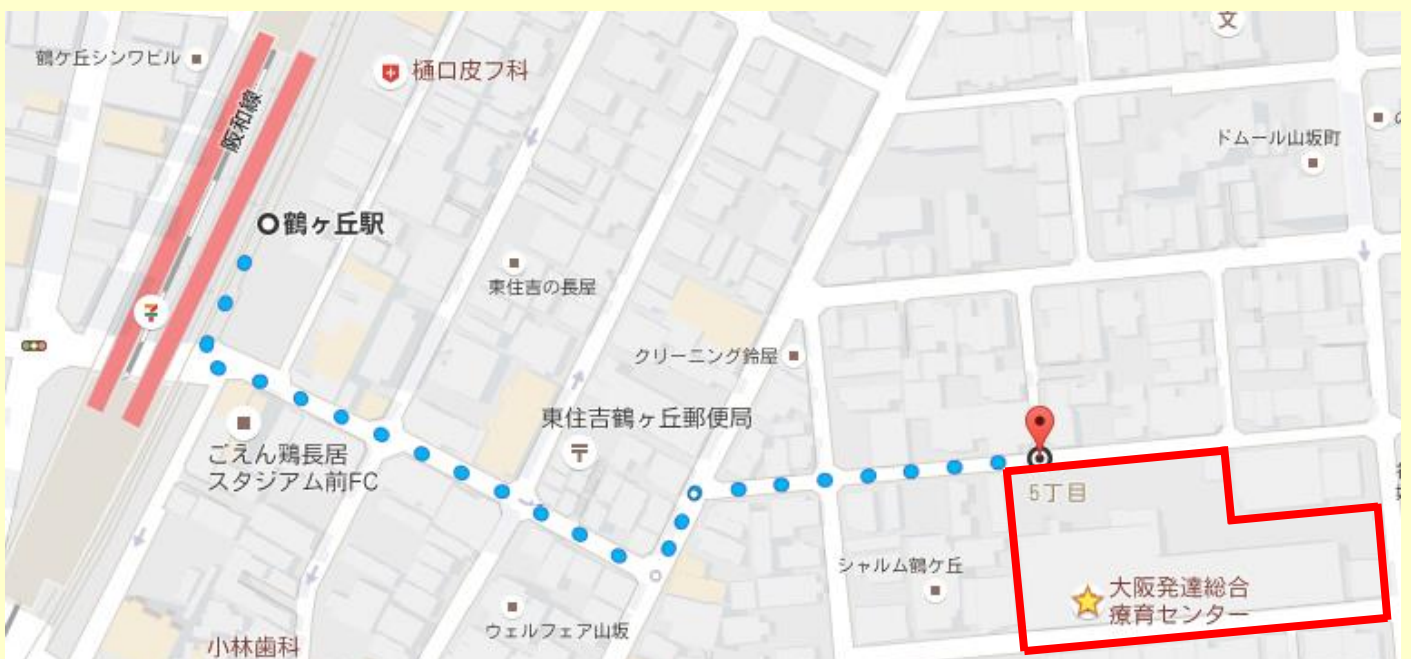 文
鶴ケ丘シンワビル
樋口皮フ科
阪和線
ドムール山坂町
鶴ヶ丘駅
東住吉の長屋
7
クリーニング鈴屋
東住吉鶴ヶ丘郵便局
〒
ごえん鶏長居
スタジアム前FC
5丁目
シャルム鶴ケ丘
大阪発達総合
療育センター
ウェルフェア山坂
小林歯科